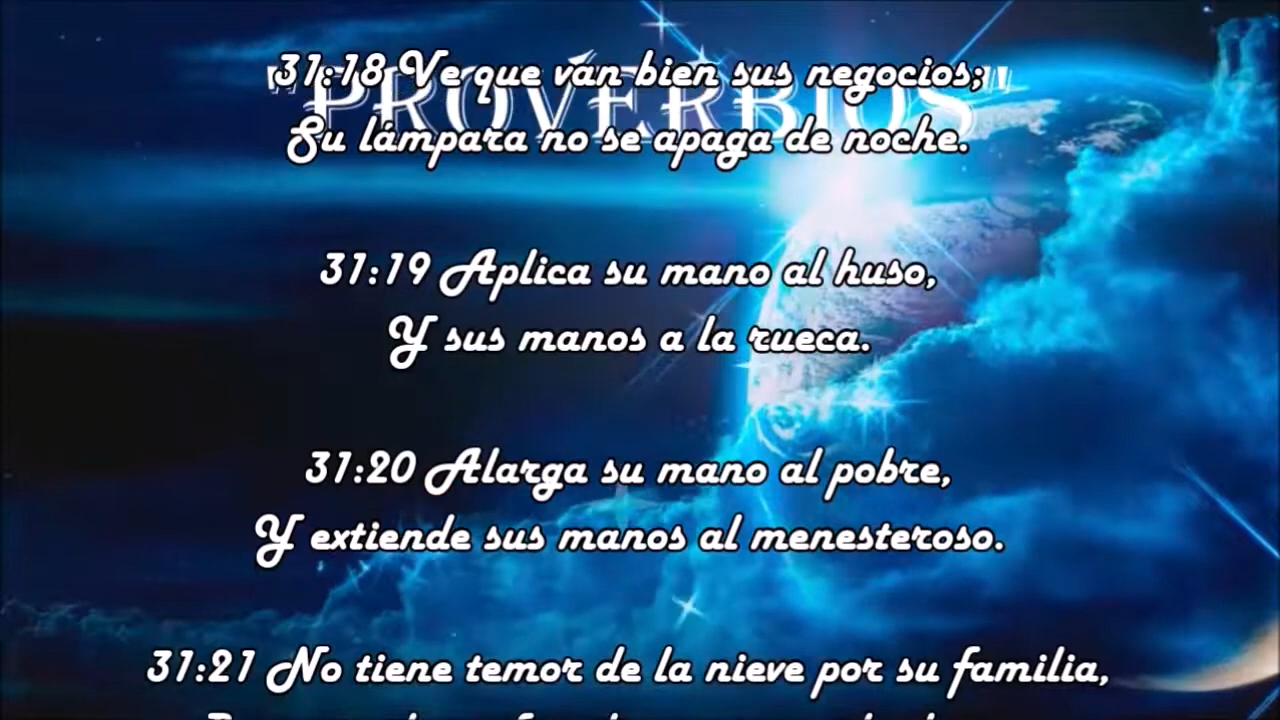 "PROVERBIOS"
31:18 Ve que van bien sus negocios;
Su lámpara no se apaga de noche.
31:19 Aplica su mano al huso,
Y sus manos a la rueca.
31:20 Alarga su mano al pobre,
Y extiende sus manos al menesteroso.
31:21 No tiene temor de la nieve por su familia,